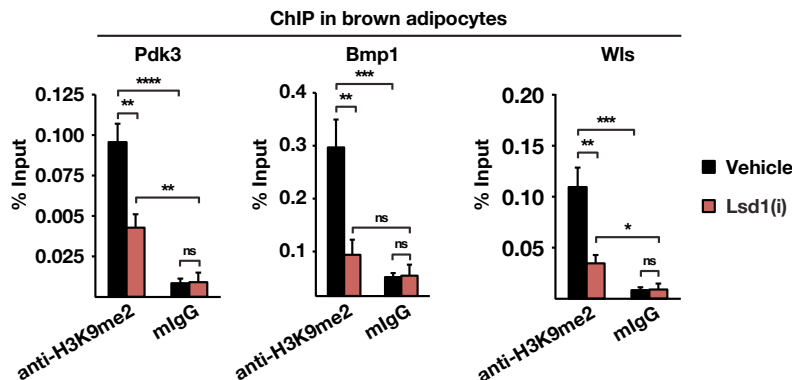 ChIP in brown adipocytes
Pdk3
% Input
0.125
0.100
0.075
0.005
0.025
****
**
**
ns
anti-H3K9me2
mIgG
Bmp1
% Input
0.4
0.3
0.2
0.1
***
**
ns
ns
anti-H3K9me2
mIgG
Wls
% Input
0.20
0.15
0.10
0.05
***
**
*
ns
anti-H3K9me2
mIgG
Vehicle
Lsd1(i)